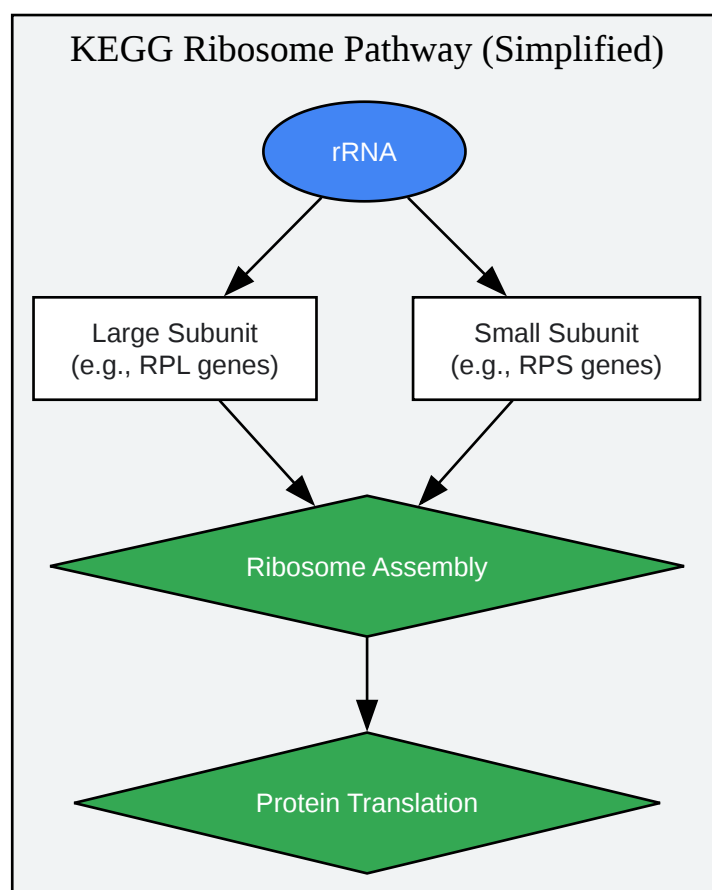 KEGG Ribosome Pathway (Simplified)
rRNA
Large Subunit
(e.g., RPL genes)
Small Subunit
(e.g., RPS genes)
Ribosome Assembly
Protein Translation